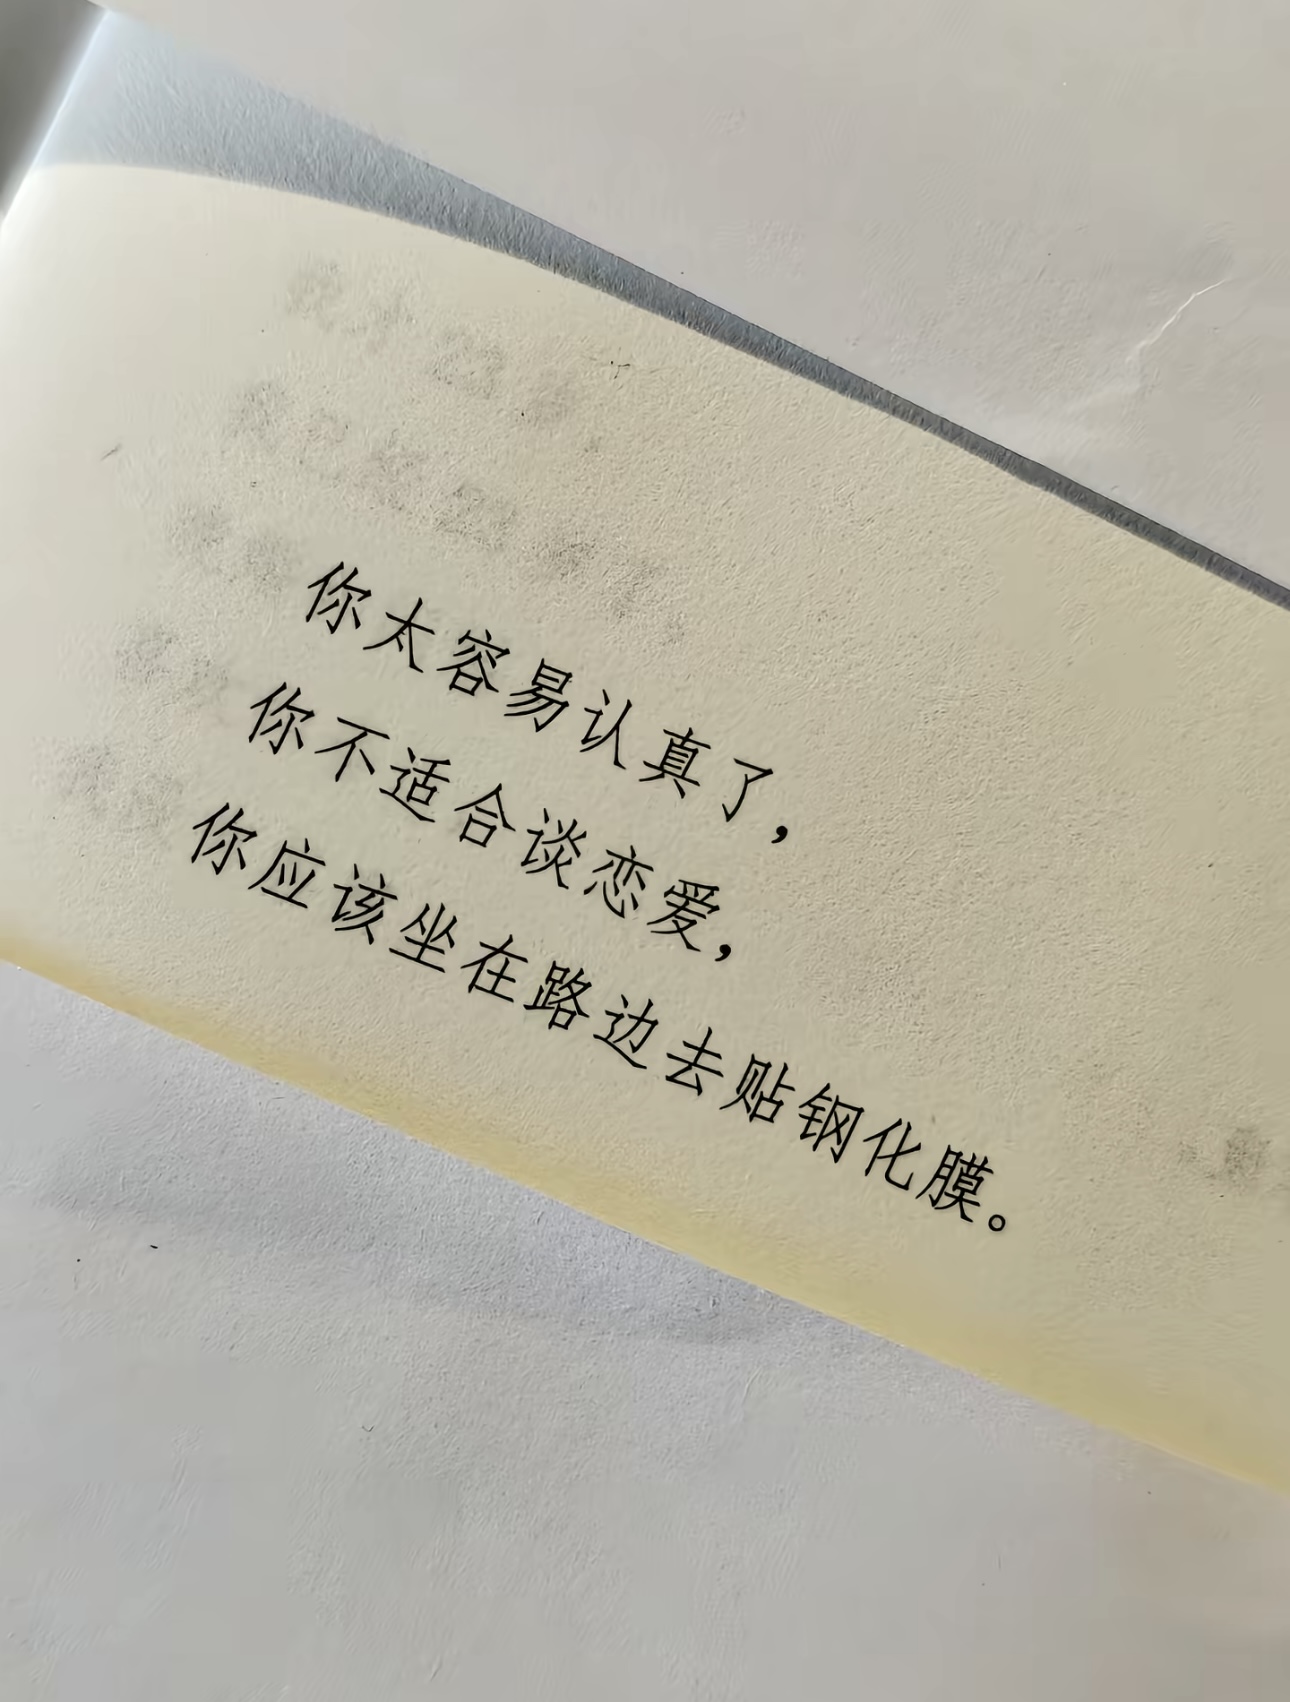 你太容易认真了，
你不适合谈恋爱，
你应该坐在路边去贴钢化膜。